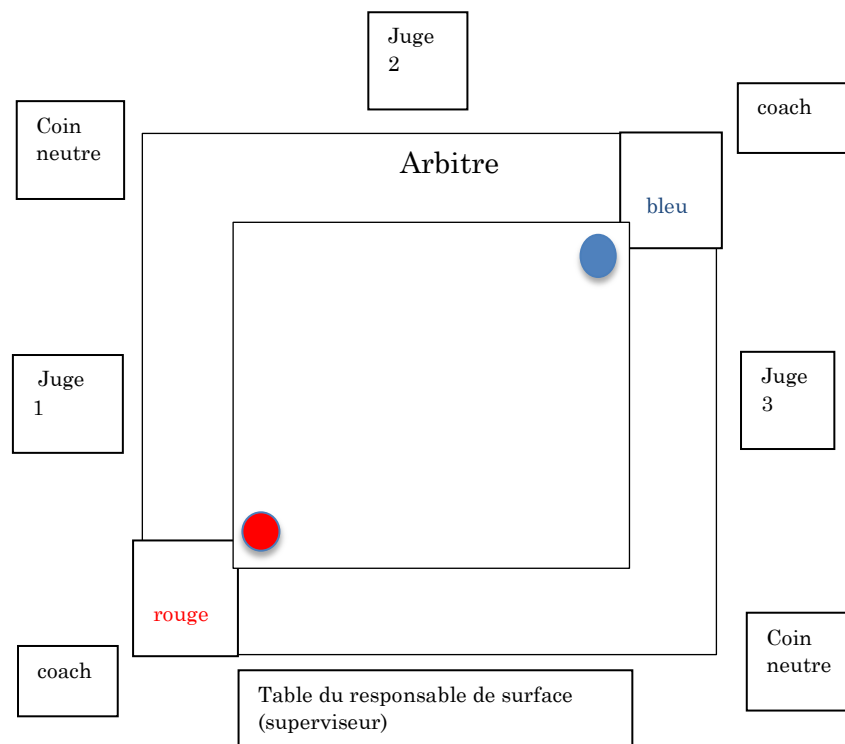 Juge
2
coach
Coin
neutre
Arbitre
bleu
Juge
1
Juge
3
rouge
coach
Coin
neutre
Table du responsable de surface
(superviseur)